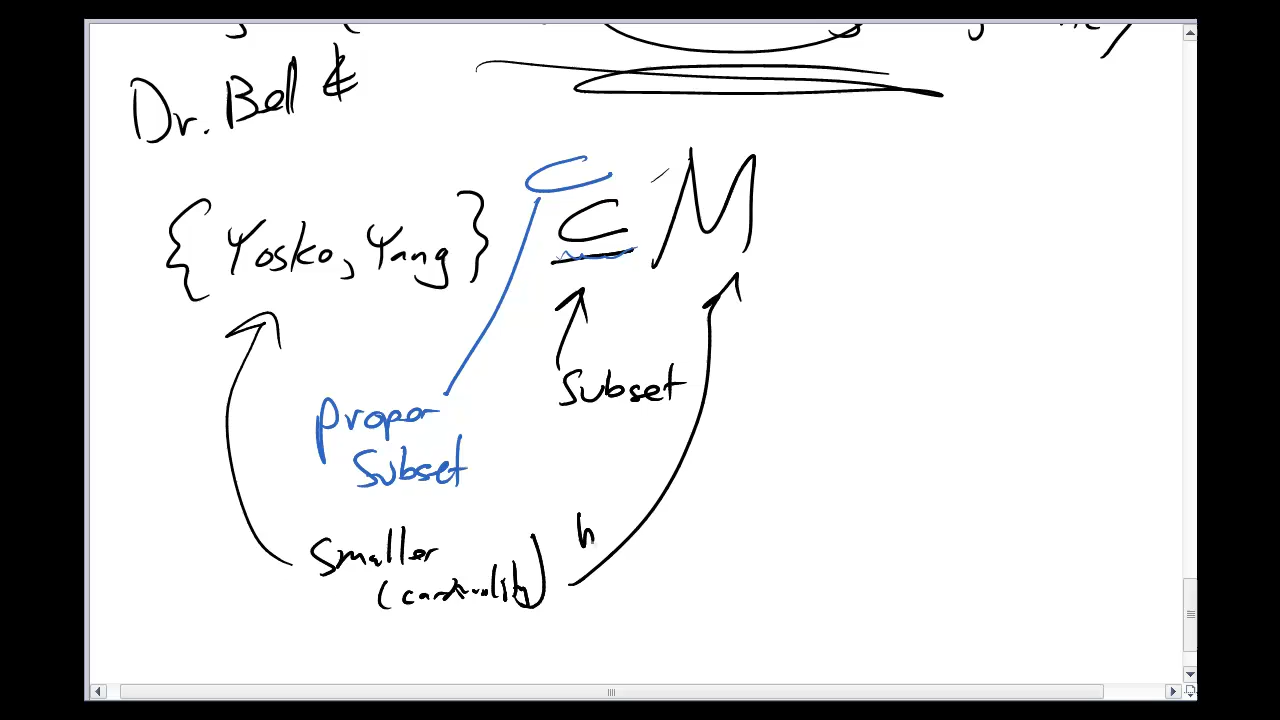 Dr. Bell ∉
⊂
{Yosko, Yang} ⊆ M
Subset
proper
subset
smaller
(cardinality)
h